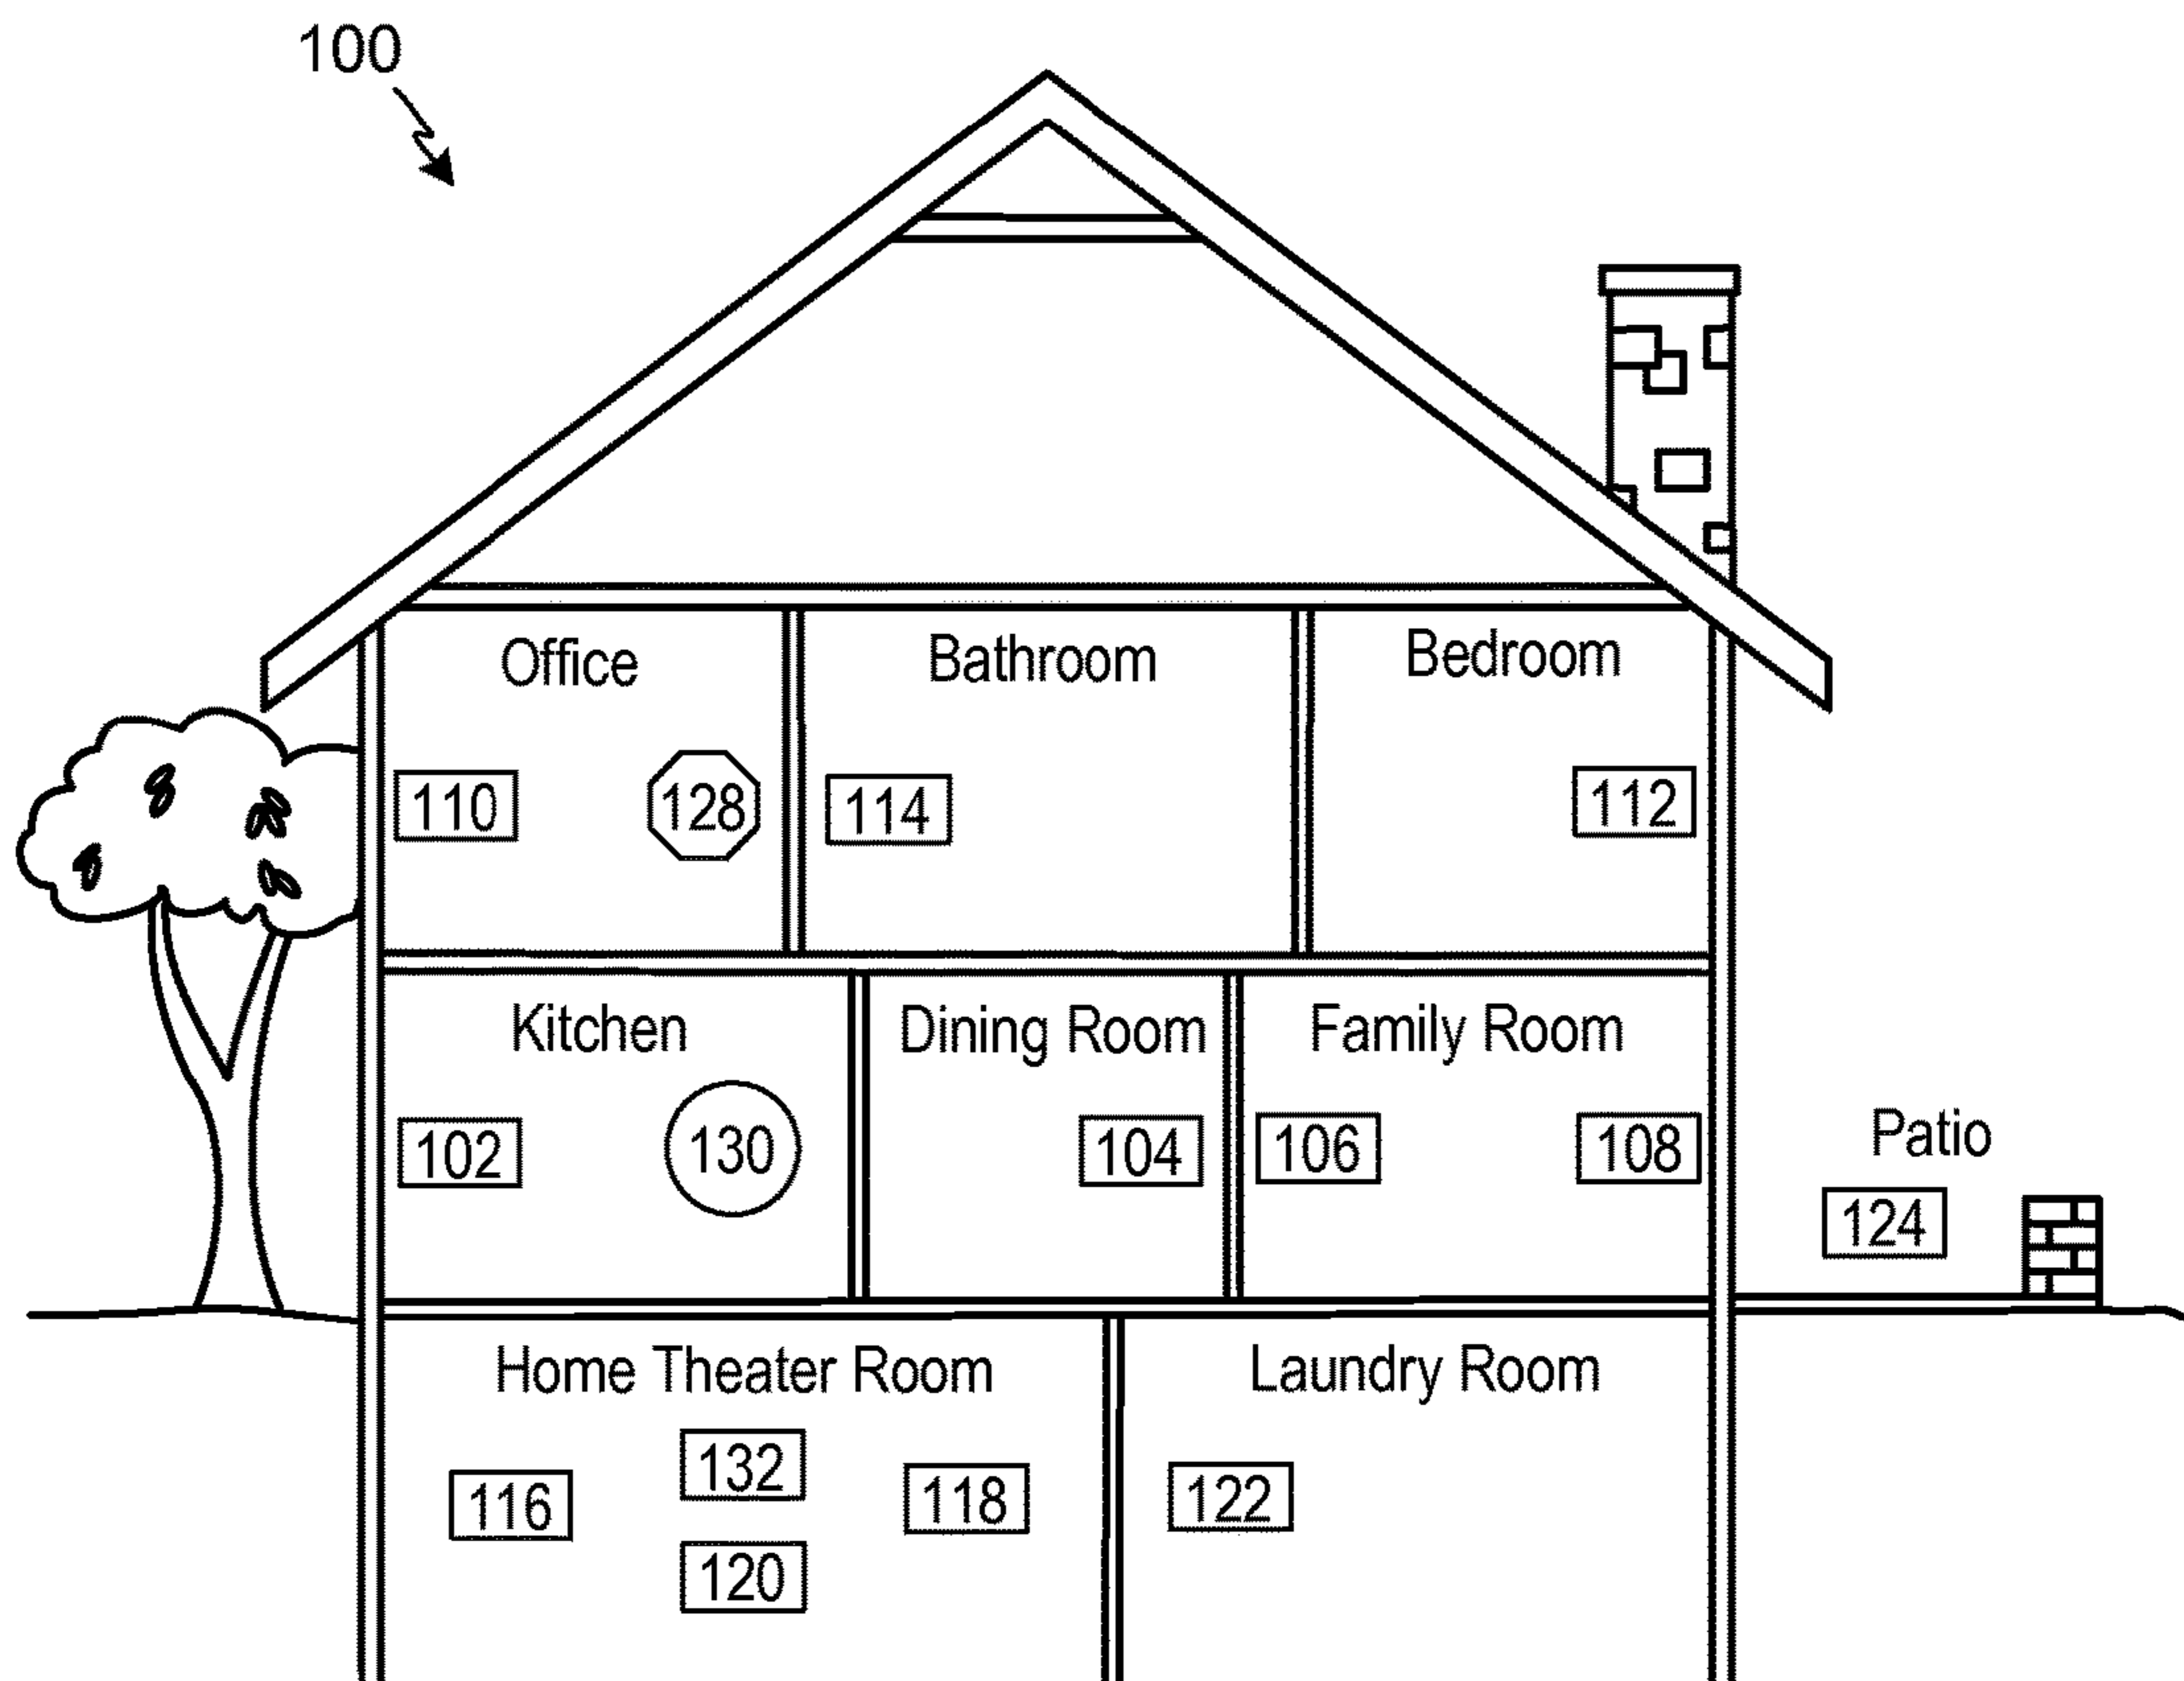 100
Office
Bathroom
Bedroom
110
128
114
112
Kitchen
Dining Room
Family Room
102
130
104
106
108
Patio
124
Home Theater Room
Laundry Room
116
132
118
122
120